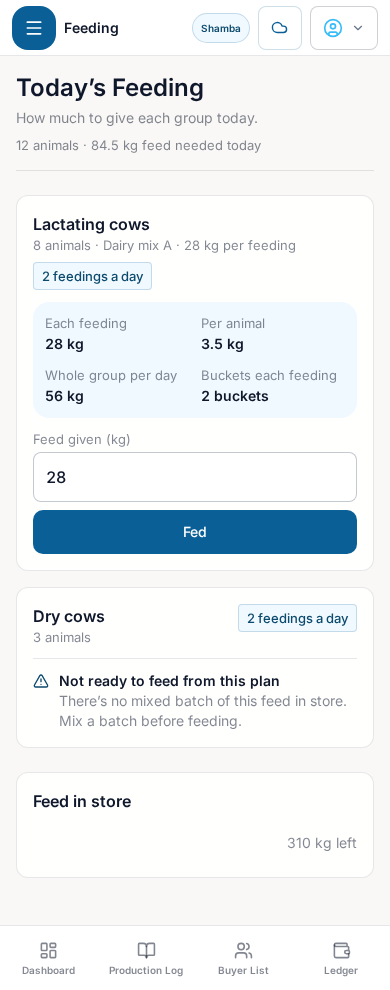 Feeding
Shamba
Today's Feeding
How much to give each group today.
12 animals · 84.5 kg feed needed today
Lactating cows
8 animals · Dairy mix A · 28 kg per feeding
2 feedings a day
Each feeding
28 kg
Per animal
3.5 kg
Whole group per day
56 kg
Buckets each feeding
2 buckets
Feed given (kg)
28
Fed
Dry cows
2 feedings a day
3 animals
Not ready to feed from this plan
There's no mixed batch of this feed in store.
Mix a batch before feeding.
Feed in store
310 kg left
Dashboard
Production Log
Buyer List
Ledger